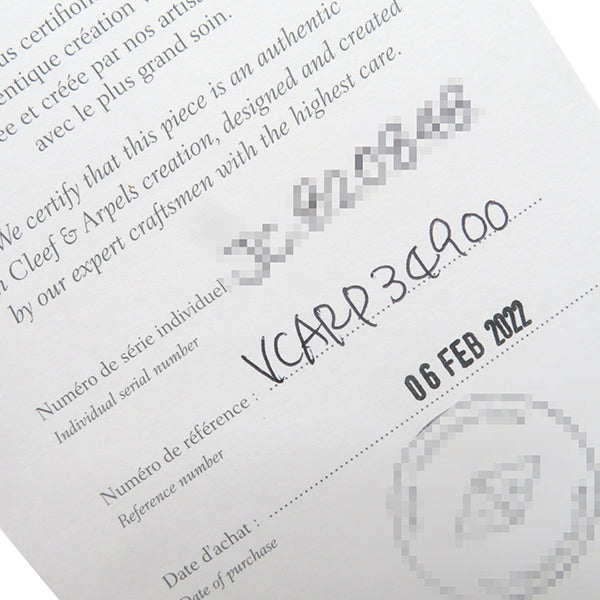 us certifions
entique création V
ée et créée par nos artisa
avec le plus grand soin.
We certify that this piece is an authentic
n Cleef & Arpels creation, designed and created
by our expert craftsmen with the highest care.
Numéro de série individuel
Individual serial number
Numéro de référence : VCARP34900
Reference number
Date d'achat : 06 FEB 2022
Date of purchase